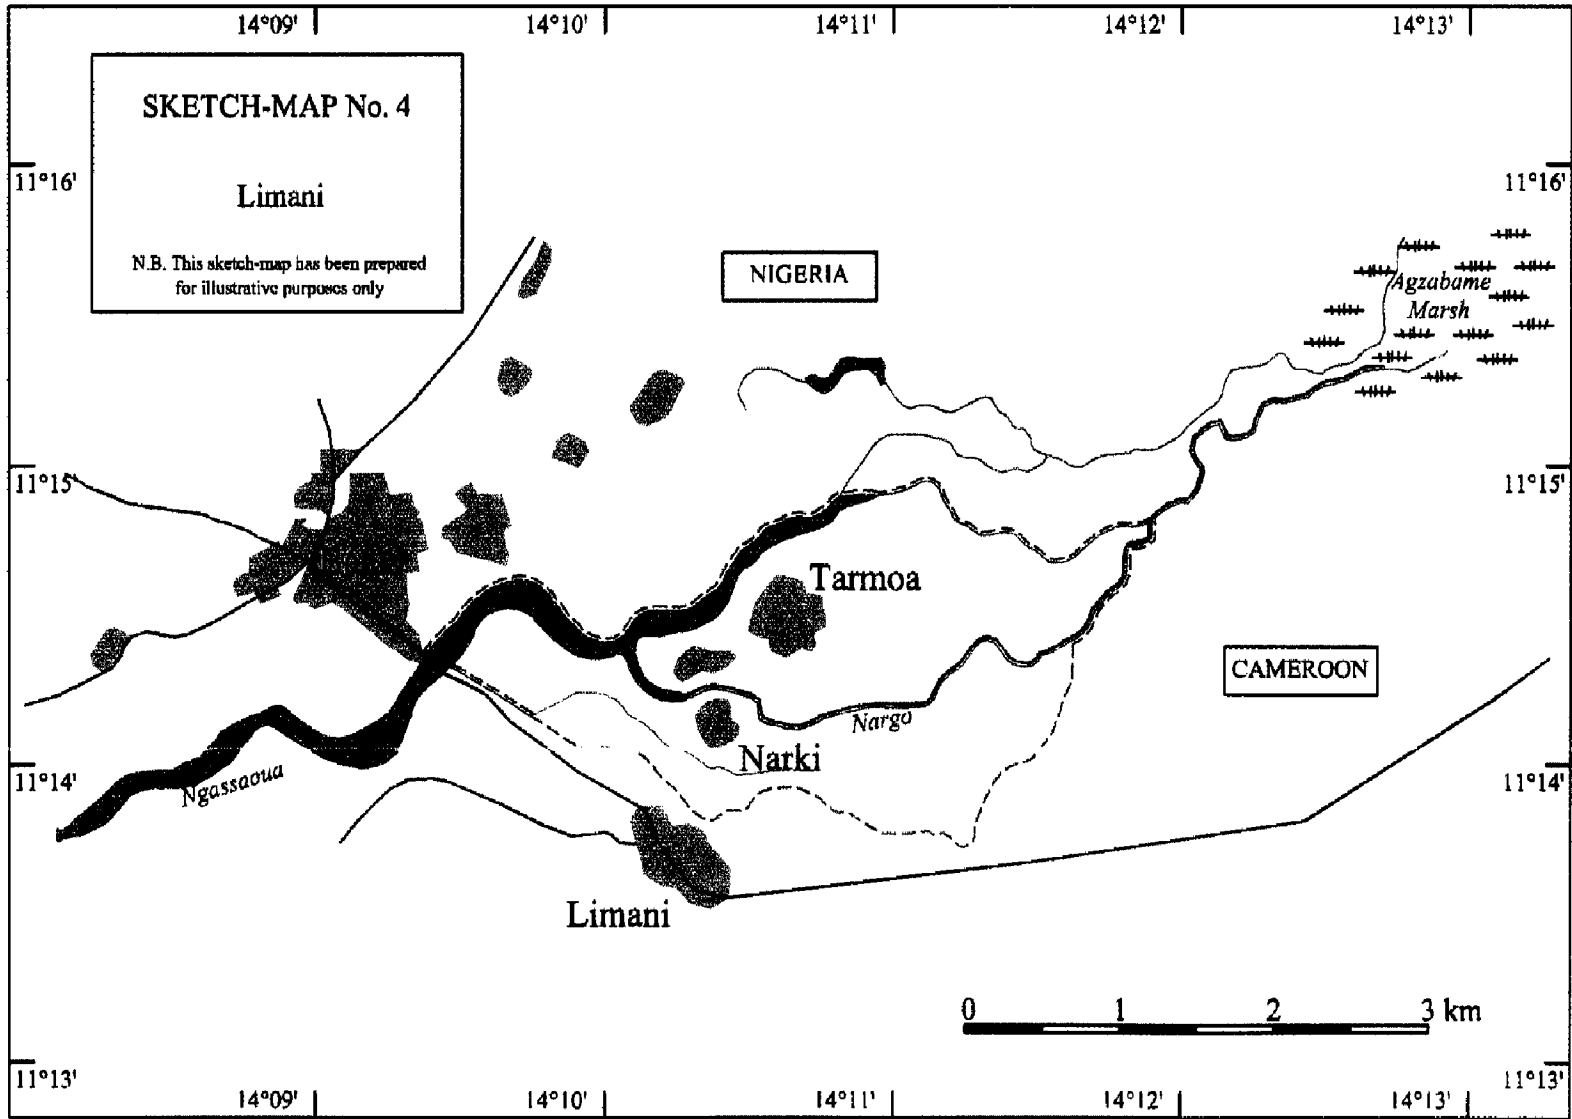 14°09' 14°10' 14°11' 14°12' 14°13'
SKETCH-MAP No. 4
Limani
N.B. This sketch-map has been prepared
for illustrative purposes only
11°16' 11°16'
NIGERIA
Agzabame
Marsh
11°15' 11°15'
Tarmoa
CAMEROON
Nargo
Narki
Ngassaoua
11°14' 11°14'
Limani
0 1 2 3 km
11°13' 11°13'
14°09' 14°10' 14°11' 14°12' 14°13'